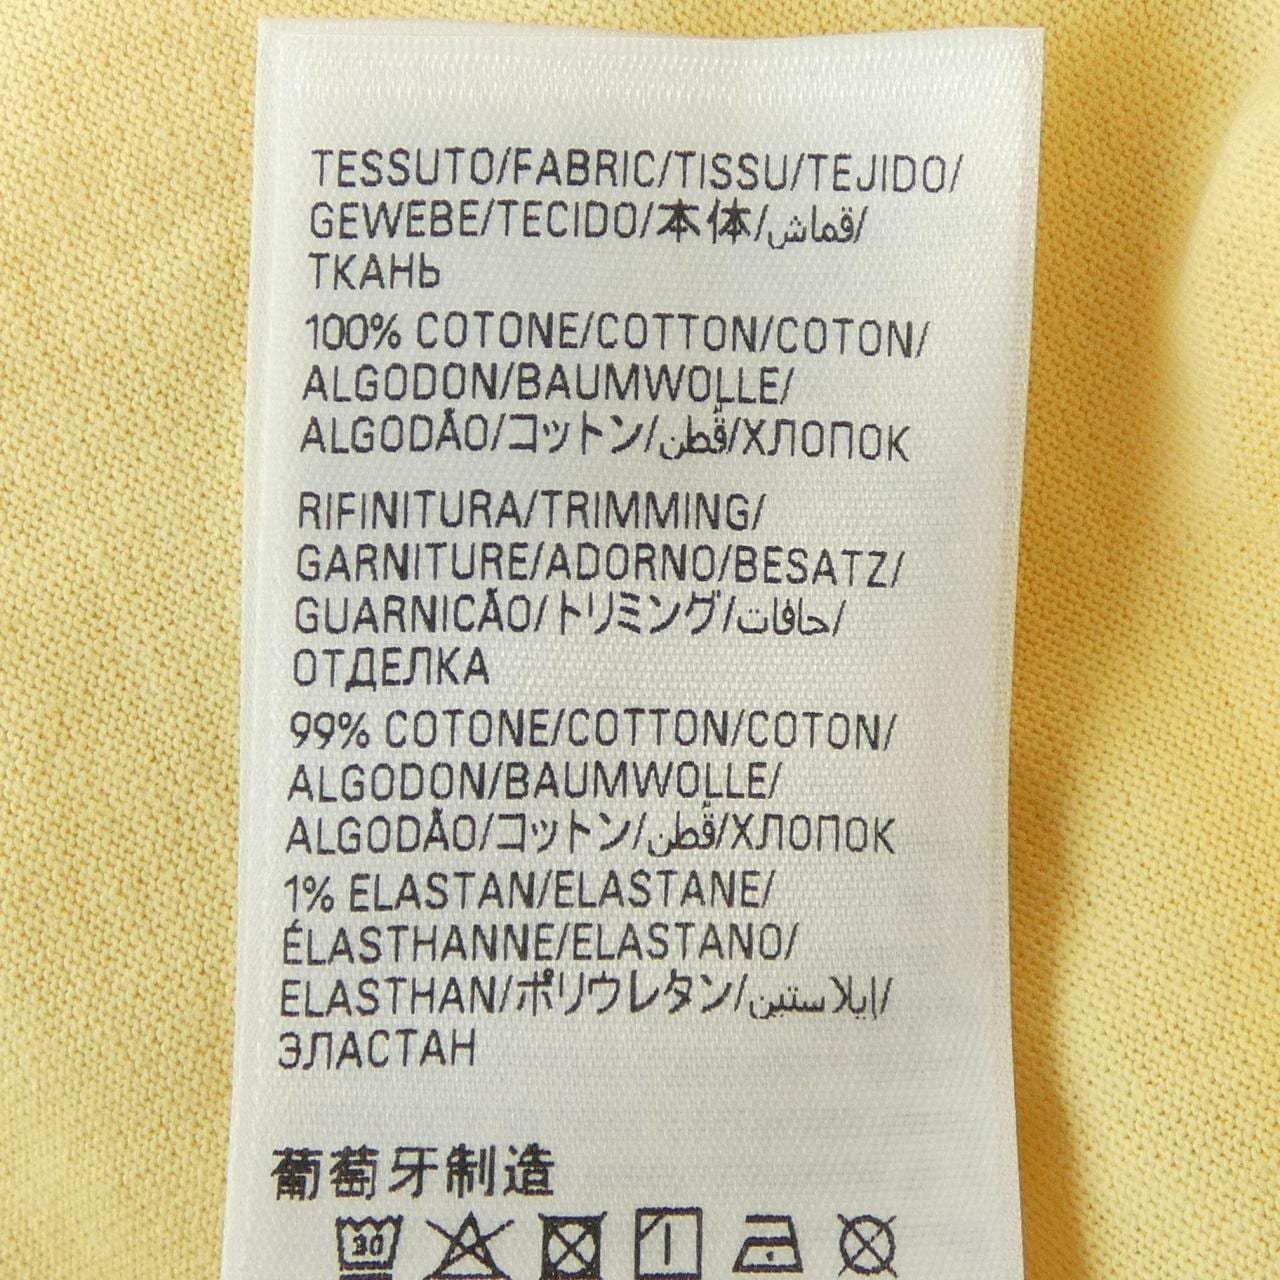 TESSUTO/FABRIC/TISSU/TEJIDO/
GEWEBE/TECIDO/本体/قماش/
ТКАНЬ
100% COTONE/COTTON/COTON/
ALGODON/BAUMWOLLE/
ALGODÃO/コットン/قُطن/ХЛОПОК
RIFINITURA/TRIMMING/
GARNITURE/ADORNO/BESATZ/
GUARNICÃO/トリミング/حافات/
ОТДЕЛКА
99% COTONE/COTTON/COTON/
ALGODON/BAUMWOLLE/
ALGODÃO/コットン/قُطن/ХЛОПОК
1% ELASTAN/ELASTANE/
ÉLASTHANNE/ELASTANO/
ELASTHAN/ポリウレタン/إيلاستين/
ЭЛАСТАН
葡萄牙制造
30